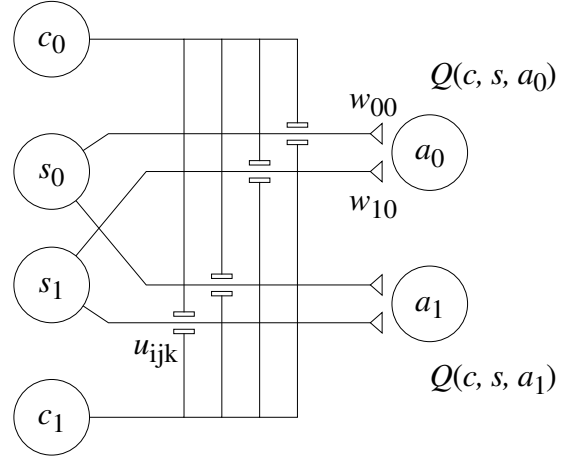 c0
Q(c, s, a0)
w00
s0
a0
w10
s1
a1
uijk
Q(c, s, a1)
c1